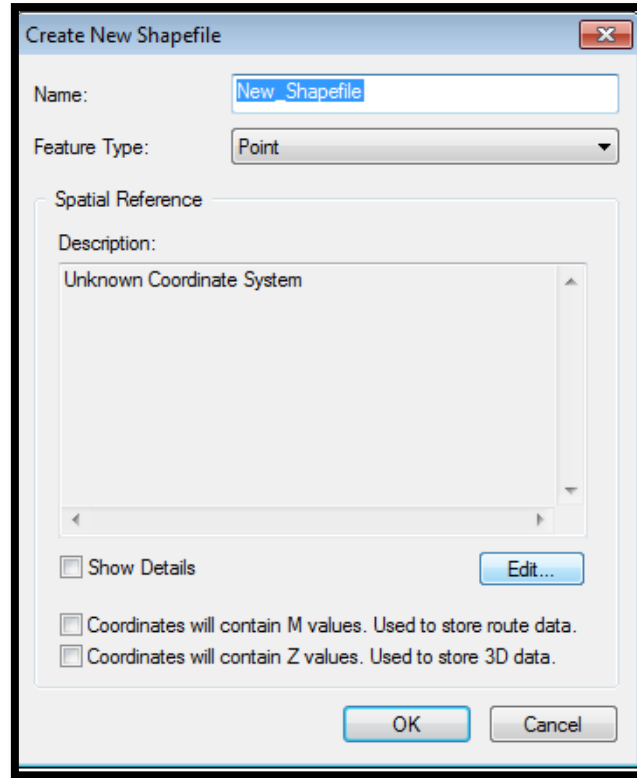 Create New Shapefile
Name: New_Shapefile
Feature Type: Point
Spatial Reference
Description:
Unknown Coordinate System
Show Details Edit...
Coordinates will contain M values. Used to store route data.
Coordinates will contain Z values. Used to store 3D data.
OK Cancel